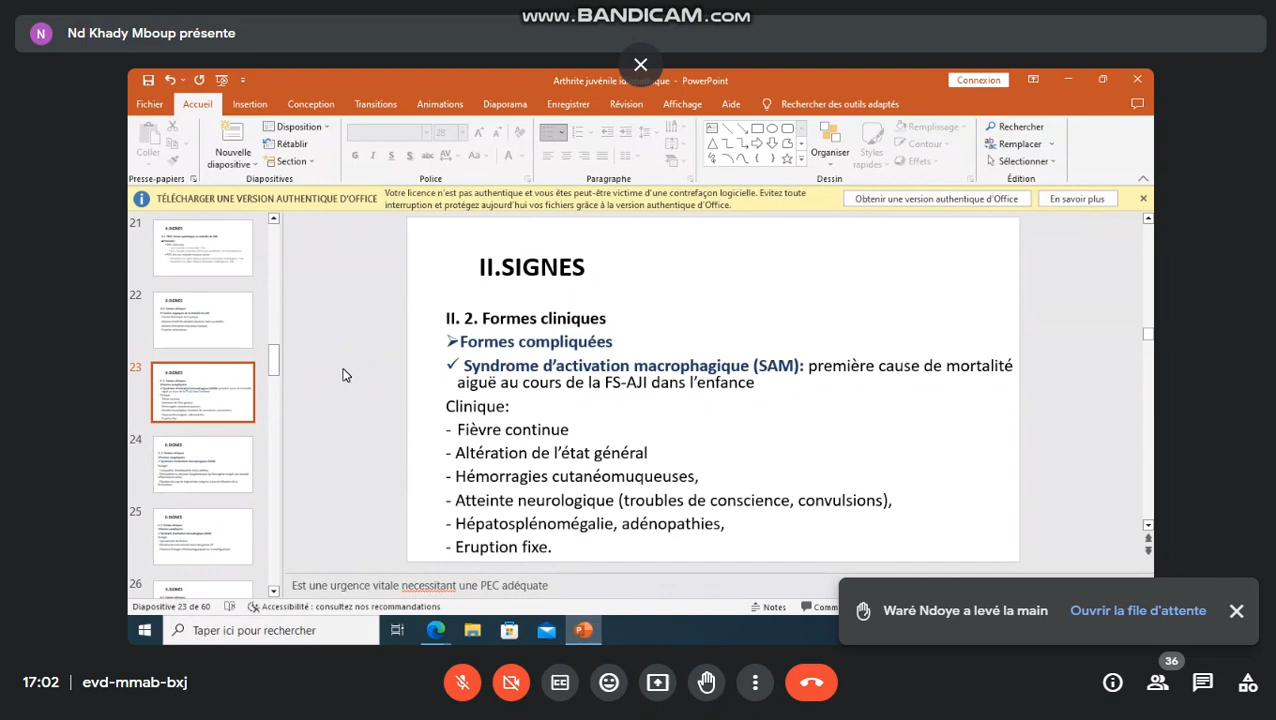 www.BANDICAM.com
N
Nd Khady Mboup présente
Arthrite juvénile idiopathique - PowerPoint
Connexion
Fichier
Accueil
Insertion
Conception
Transitions
Animations
Diaporama
Enregistrer
Révision
Affichage
Aide
Rechercher des outils adaptés
Coller
Nouvelle
diapositive
Disposition
Rétablir
Section
28
G I S S abc AV Aa A
Organiser
Styles
rapides
Remplissage
Contour
Effets
Rechercher
Remplacer
Sélectionner
Presse-papiers
Diapositives
Police
Paragraphe
Dessin
Édition
TÉLÉCHARGER UNE VERSION AUTHENTIQUE D'OFFICE
Votre licence n'est pas authentique et vous êtes peut-être victime d'une contrefaçon logicielle. Evitez toute
interruption et protégez aujourd'hui vos fichiers grâce à la version authentique d'Office.
Obtenir une version authentique d'Office
En savoir plus
21
22
23
24
25
26
II.SIGNES
II. 2. Formes cliniques
➢Formes compliquées
✓ Syndrome d'activation macrophagique (SAM): première cause de mortalité
aiguë au cours de la FS AJI dans l'enfance
Clinique:
- Fièvre continue
- Altération de l'état général
- Hémorragies cutanéomuqueuses,
- Atteinte neurologique (troubles de conscience, convulsions),
- Hépatosplénomégalie, adénopathies,
- Eruption fixe.
Est une urgence vitale necessitant une PEC adéquate
Diapositive 23 de 60
Accessibilité : consultez nos recommandations
Notes
Comm
Waré Ndoye a levé la main
Ouvrir la file d'attente
Taper ici pour rechercher
17:02 | evd-mmab-bxj
36